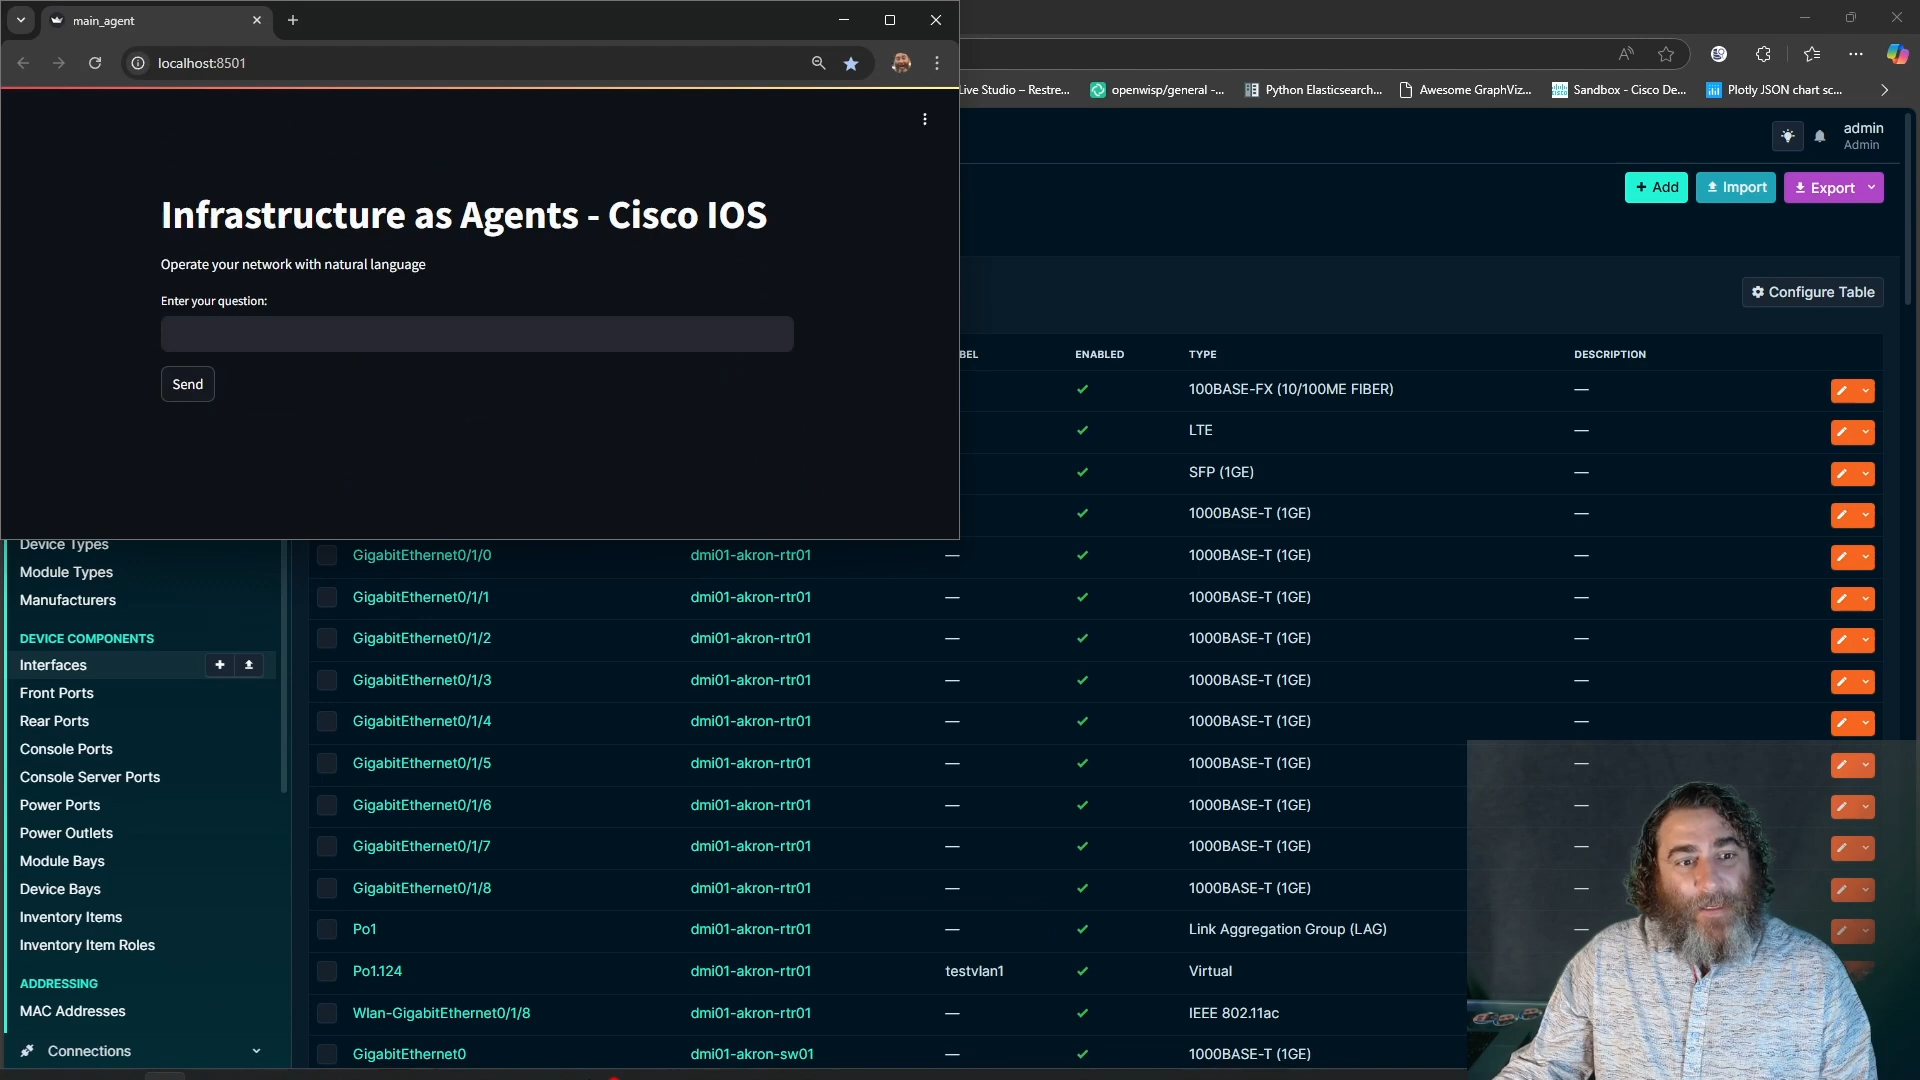 main_agent
localhost:8501
Infrastructure as Agents - Cisco IOS
Operate your network with natural language
Enter your question:
Send
Live Studio – Restre...
openwisp/general -...
Python Elasticsearch...
Awesome GraphViz...
Sandbox - Cisco De...
Plotly JSON chart sc...
admin
Admin
Add
Import
Export
Configure Table
BEL ENABLED TYPE DESCRIPTION
100BASE-FX (10/100ME FIBER) —
LTE —
SFP (1GE) —
1000BASE-T (1GE) —
GigabitEthernet0/1/0 dmi01-akron-rtr01 — 1000BASE-T (1GE) —
GigabitEthernet0/1/1 dmi01-akron-rtr01 — 1000BASE-T (1GE) —
GigabitEthernet0/1/2 dmi01-akron-rtr01 — 1000BASE-T (1GE) —
GigabitEthernet0/1/3 dmi01-akron-rtr01 — 1000BASE-T (1GE) —
GigabitEthernet0/1/4 dmi01-akron-rtr01 — 1000BASE-T (1GE) —
GigabitEthernet0/1/5 dmi01-akron-rtr01 — 1000BASE-T (1GE) —
GigabitEthernet0/1/6 dmi01-akron-rtr01 — 1000BASE-T (1GE) —
GigabitEthernet0/1/7 dmi01-akron-rtr01 — 1000BASE-T (1GE) —
GigabitEthernet0/1/8 dmi01-akron-rtr01 — 1000BASE-T (1GE) —
Po1 dmi01-akron-rtr01 — Link Aggregation Group (LAG) —
Po1.124 dmi01-akron-rtr01 testvlan1 Virtual
Wlan-GigabitEthernet0/1/8 dmi01-akron-rtr01 — IEEE 802.11ac
GigabitEthernet0 dmi01-akron-sw01 — 1000BASE-T (1GE)
Device Types
Module Types
Manufacturers
DEVICE COMPONENTS
Interfaces
Front Ports
Rear Ports
Console Ports
Console Server Ports
Power Ports
Power Outlets
Module Bays
Device Bays
Inventory Items
Inventory Item Roles
ADDRESSING
MAC Addresses
Connections